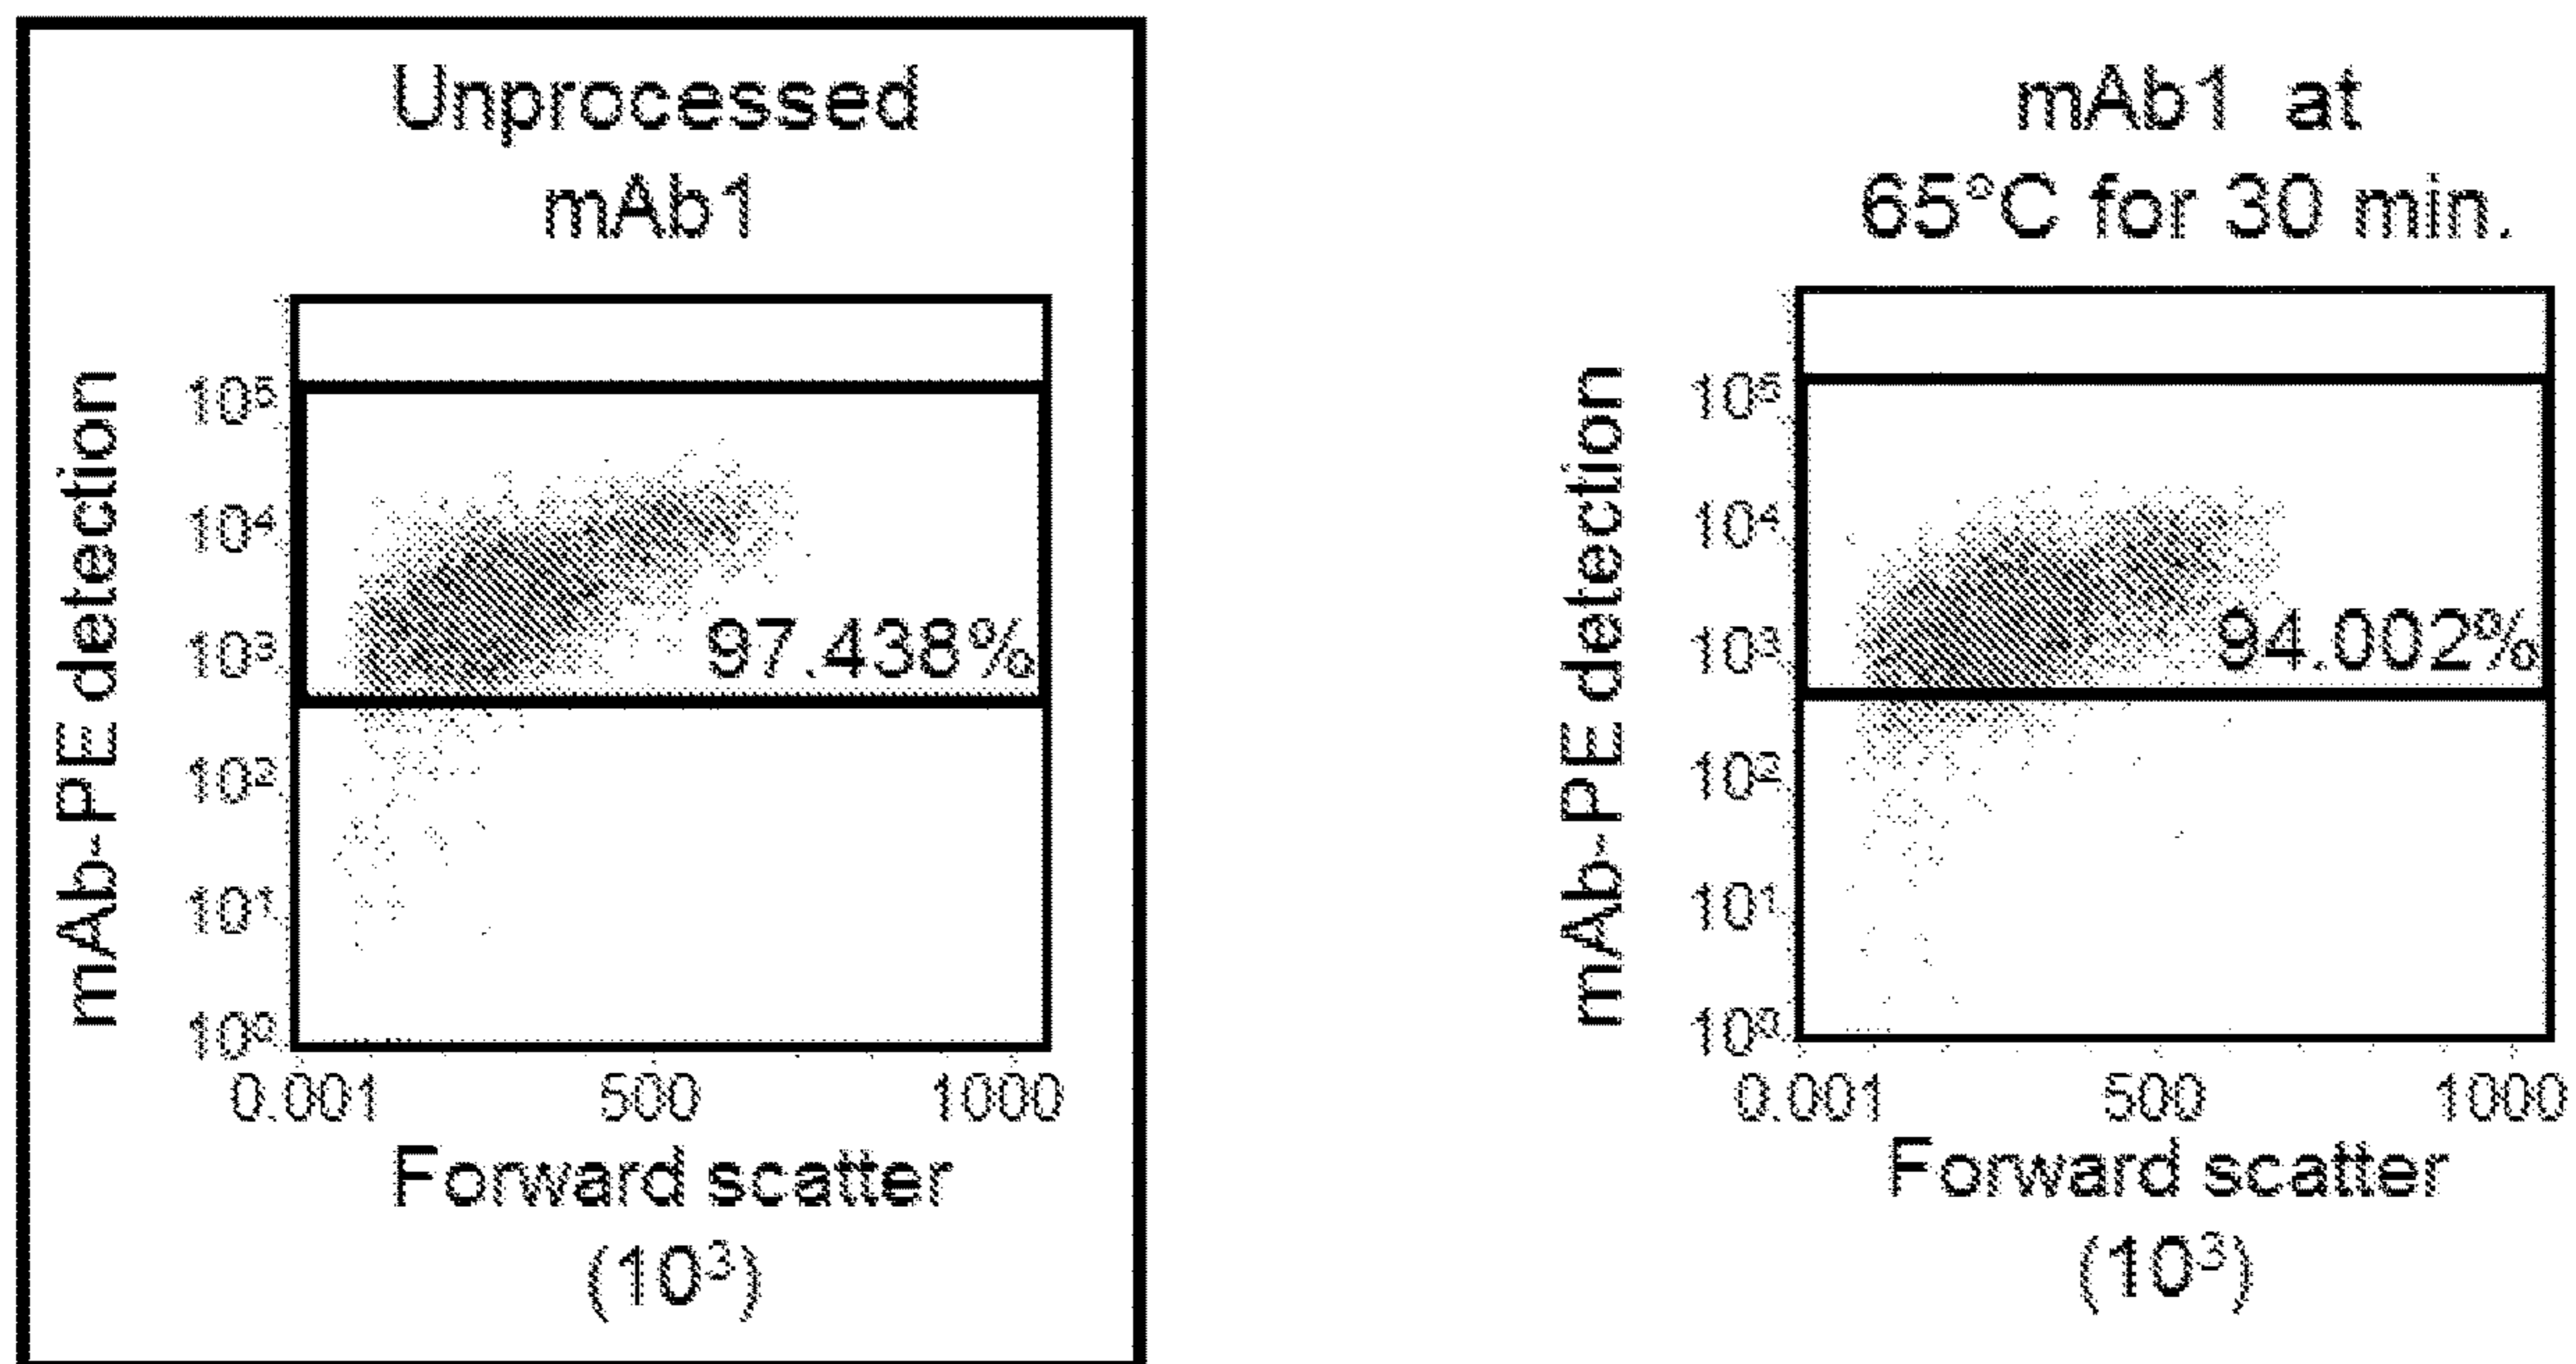 Unprocessed
mAb1
mAb-PE detection
10⁵
10⁴
10³
10²
10¹
10⁰
97.438%
0.001 500 1000
Forward scatter
(10³)
mAb1 at
65°C for 30 min.
mAb-PE detection
10⁵
10⁴
10³
10²
10¹
10⁰
94.002%
0.001 500 1000
Forward scatter
(10³)